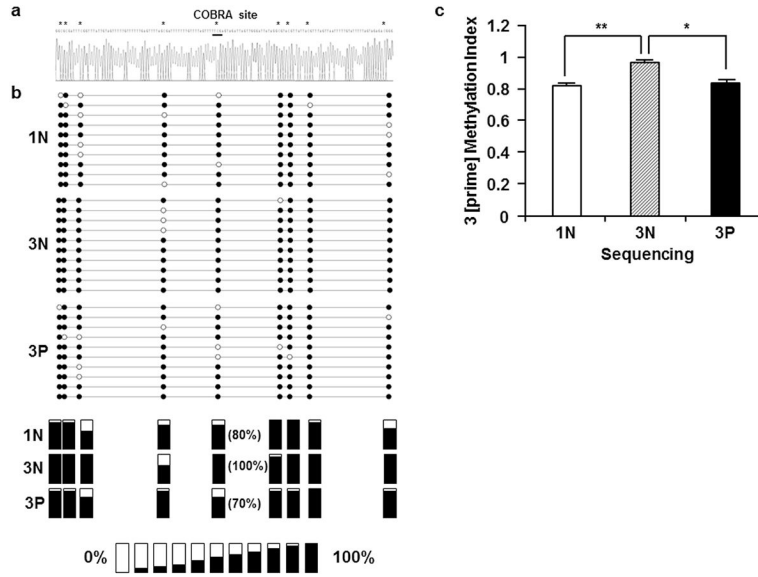 a
COBRA site
* * * * * * * * *
b
1N
3N
3P
1N
(80%)
3N
(100%)
3P
(70%)
0%
100%
c
**
*
1.2
1
0.8
0.6
0.4
0.2
0
3 [prime] Methylation Index
1N
3N
3P
Sequencing